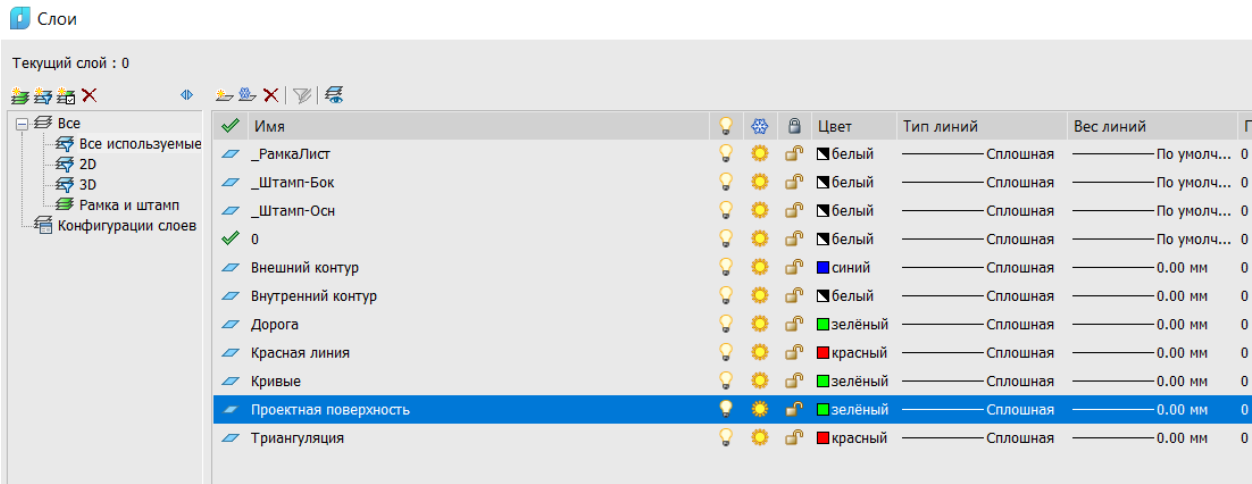 Слои
Текущий слой : 0
Все
Все используемые
2D
3D
Рамка и штамп
Конфигурации слоев
Имя Цвет Тип линий Вес линий
_РамкаЛист белый Сплошная По умолч... 0
_Штамп-Бок белый Сплошная По умолч... 0
_Штамп-Осн белый Сплошная По умолч... 0
0 белый Сплошная По умолч... 0
Внешний контур синий Сплошная 0.00 мм 0
Внутренний контур белый Сплошная 0.00 мм 0
Дорога зелёный Сплошная 0.00 мм 0
Красная линия красный Сплошная 0.00 мм 0
Кривые зелёный Сплошная 0.00 мм 0
Проектная поверхность зелёный Сплошная 0.00 мм 0
Триангуляция красный Сплошная 0.00 мм 0